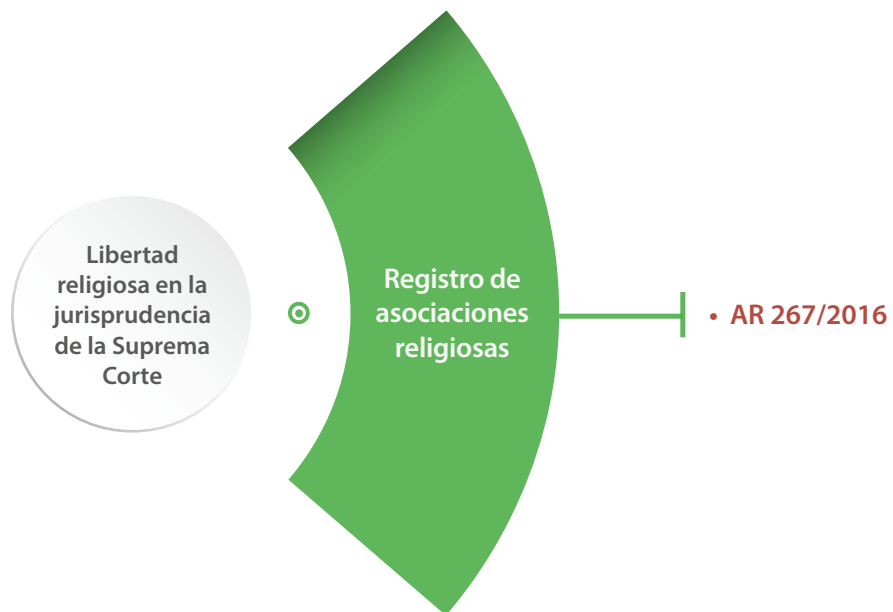 Libertad
religiosa en la
jurisprudencia
de la Suprema
Corte
Registro de
asociaciones
religiosas
• AR 267/2016